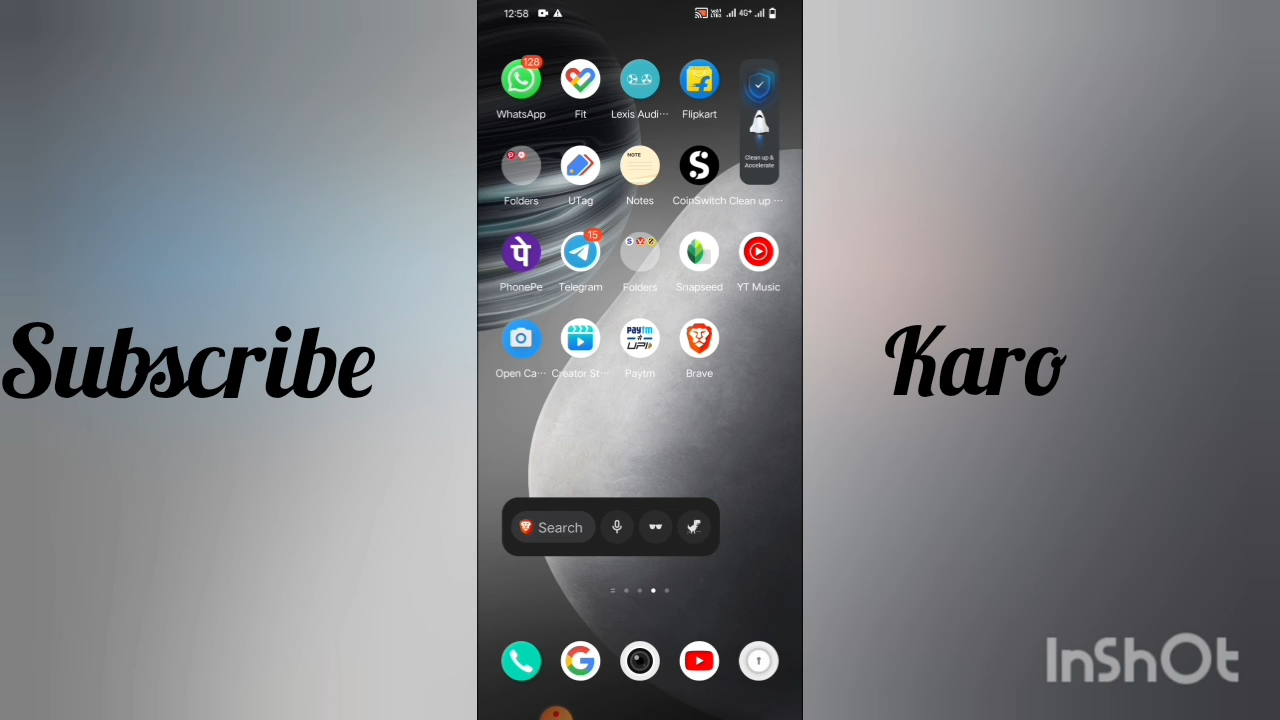 12:58
4G+
128
WhatsApp
Fit
Lexis Audi···
Flipkart
Clean up &
Accelerate
NOTE
Folders
UTag
Notes
CoinSwitch
Clean up ···
पे
15
PhonePe
Telegram
Folders
Snapseed
YT Music
paytm
UPI
Open Ca···
Creator St···
Paytm
Brave
Subscribe
Karo
Search
InShOt